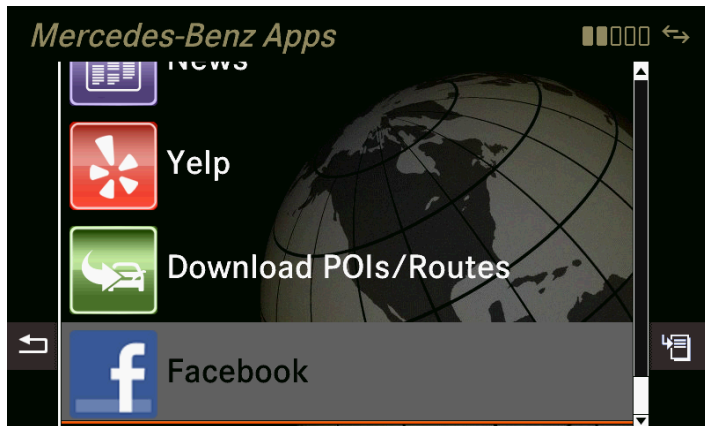 Mercedes-Benz Apps
News
Yelp
Download POIs/Routes
Facebook